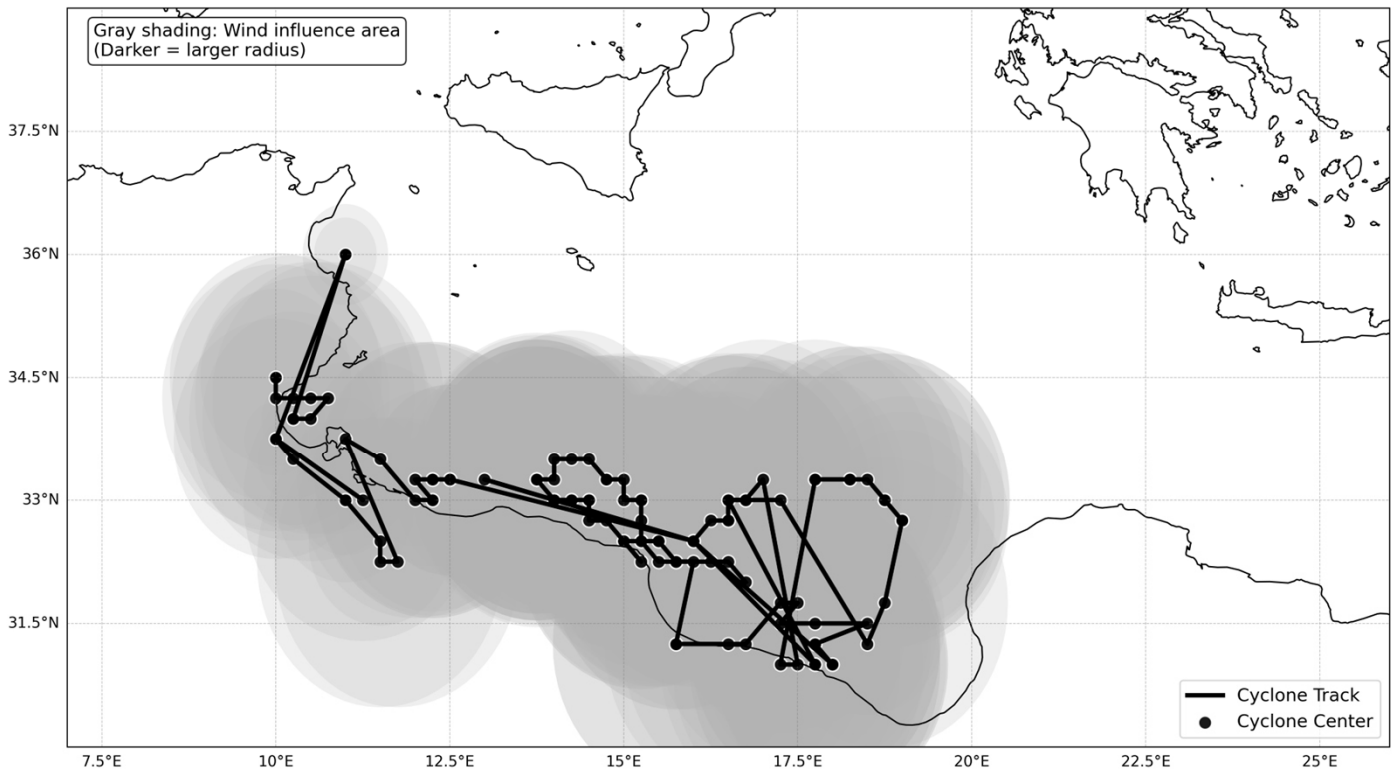 Gray shading: Wind influence area
(Darker = larger radius)
37.5°N
36°N
34.5°N
33°N
31.5°N
Cyclone Track
Cyclone Center
7.5°E 10°E 12.5°E 15°E 17.5°E 20°E 22.5°E 25°E